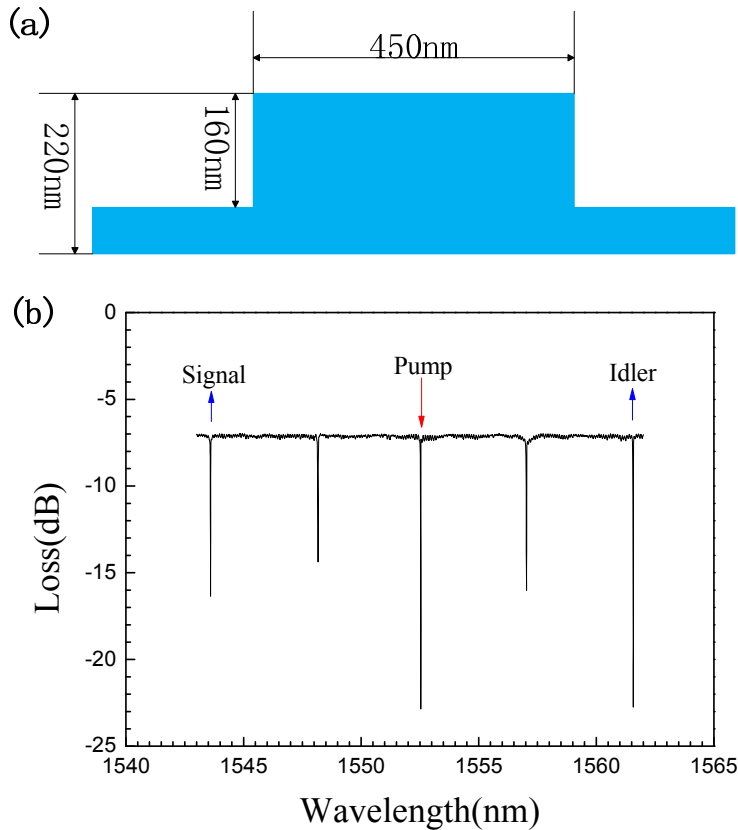 (a)
450nm
160nm
220nm
(b)
Signal
Pump
Idler
0
-5
-10
-15
-20
-25
Loss(dB)
1540
1545
1550
1555
1560
1565
Wavelength(nm)